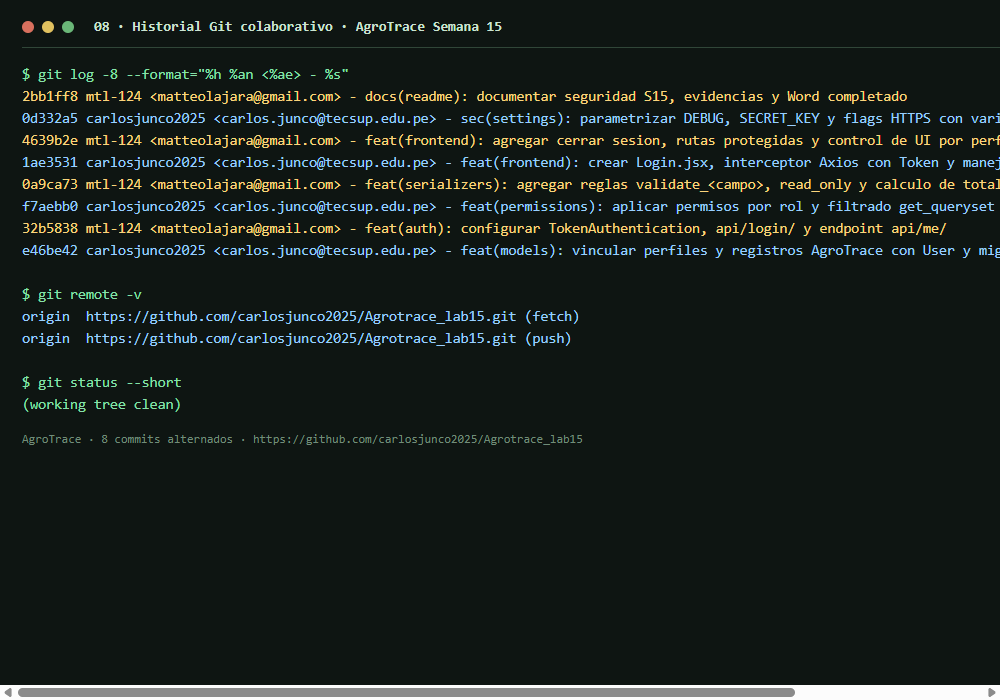 08 · Historial Git colaborativo · AgroTrace Semana 15
$ git log -8 --format="%h %an <%ae> - %s"
2bb1ff8 mtl-124 <matteolajara@gmail.com> - docs(readme): documentar seguridad S15, evidencias y Word completado
0d332a5 carlosjunco2025 <carlos.junco@tecsup.edu.pe> - sec(settings): parametrizar DEBUG, SECRET_KEY y flags HTTPS con vari
4639b2e mtl-124 <matteolajara@gmail.com> - feat(frontend): agregar cerrar sesion, rutas protegidas y control de UI por perf
1ae3531 carlosjunco2025 <carlos.junco@tecsup.edu.pe> - feat(frontend): crear Login.jsx, interceptor Axios con Token y manej
0a9ca73 mtl-124 <matteolajara@gmail.com> - feat(serializers): agregar reglas validate_<campo>, read_only y calculo de total
f7aebb0 carlosjunco2025 <carlos.junco@tecsup.edu.pe> - feat(permissions): aplicar permisos por rol y filtrado get_queryset
32b5838 mtl-124 <matteolajara@gmail.com> - feat(auth): configurar TokenAuthentication, api/login/ y endpoint api/me/
e46be42 carlosjunco2025 <carlos.junco@tecsup.edu.pe> - feat(models): vincular perfiles y registros AgroTrace con User y mig
$ git remote -v
origin  https://github.com/carlosjunco2025/Agrotrace_lab15.git (fetch)
origin  https://github.com/carlosjunco2025/Agrotrace_lab15.git (push)
$ git status --short
(working tree clean)
AgroTrace · 8 commits alternados · https://github.com/carlosjunco2025/Agrotrace_lab15